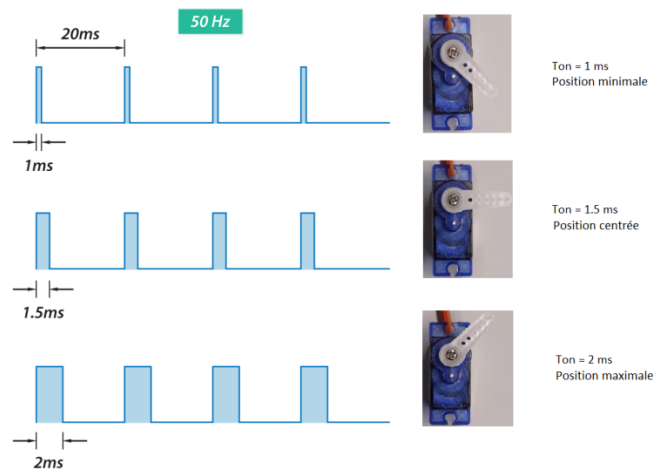 50 Hz
20ms
Ton = 1 ms
Position minimale
1ms
Ton = 1.5 ms
Position centrée
1.5ms
Ton = 2 ms
Position maximale
2ms